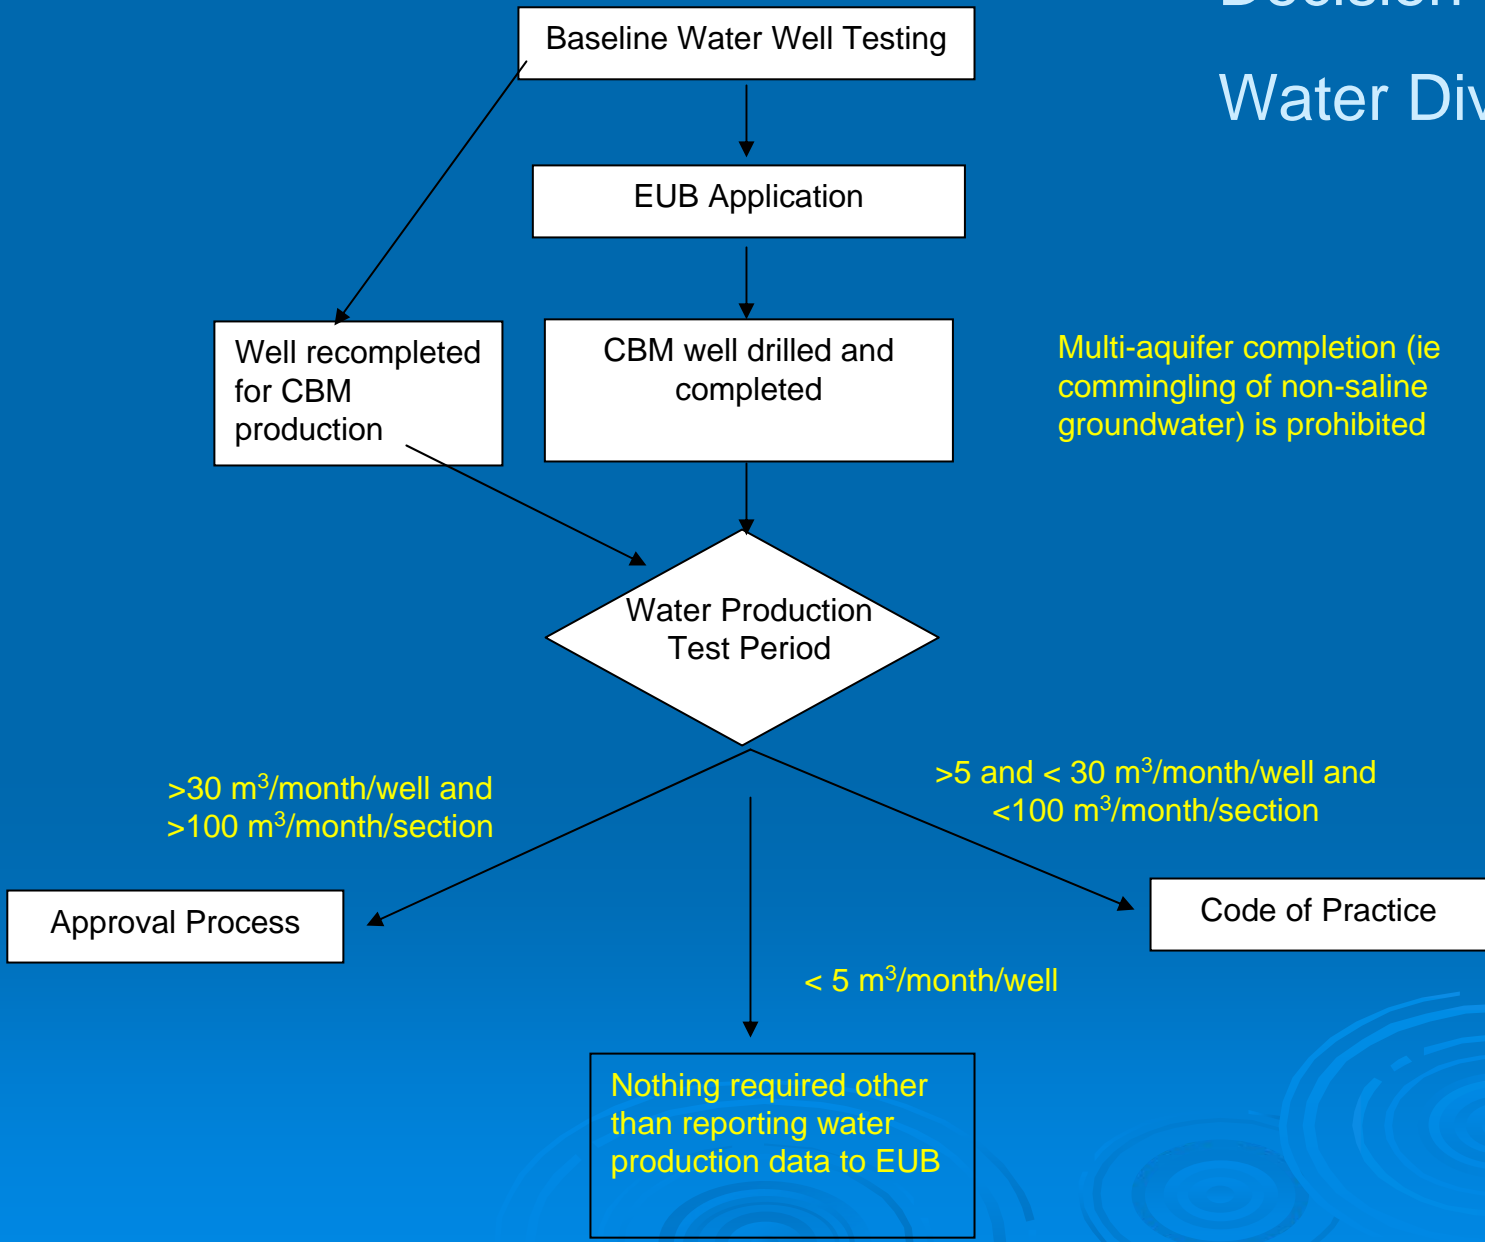 Decision
Water Div
Baseline Water Well Testing
EUB Application
Well recompleted
for CBM
production
CBM well drilled and
completed
Multi-aquifer completion (ie
commingling of non-saline
groundwater) is prohibited
Water Production
Test Period
>30 m³/month/well and
>100 m³/month/section
>5 and < 30 m³/month/well and
<100 m³/month/section
Approval Process
Code of Practice
< 5 m³/month/well
Nothing required other
than reporting water
production data to EUB